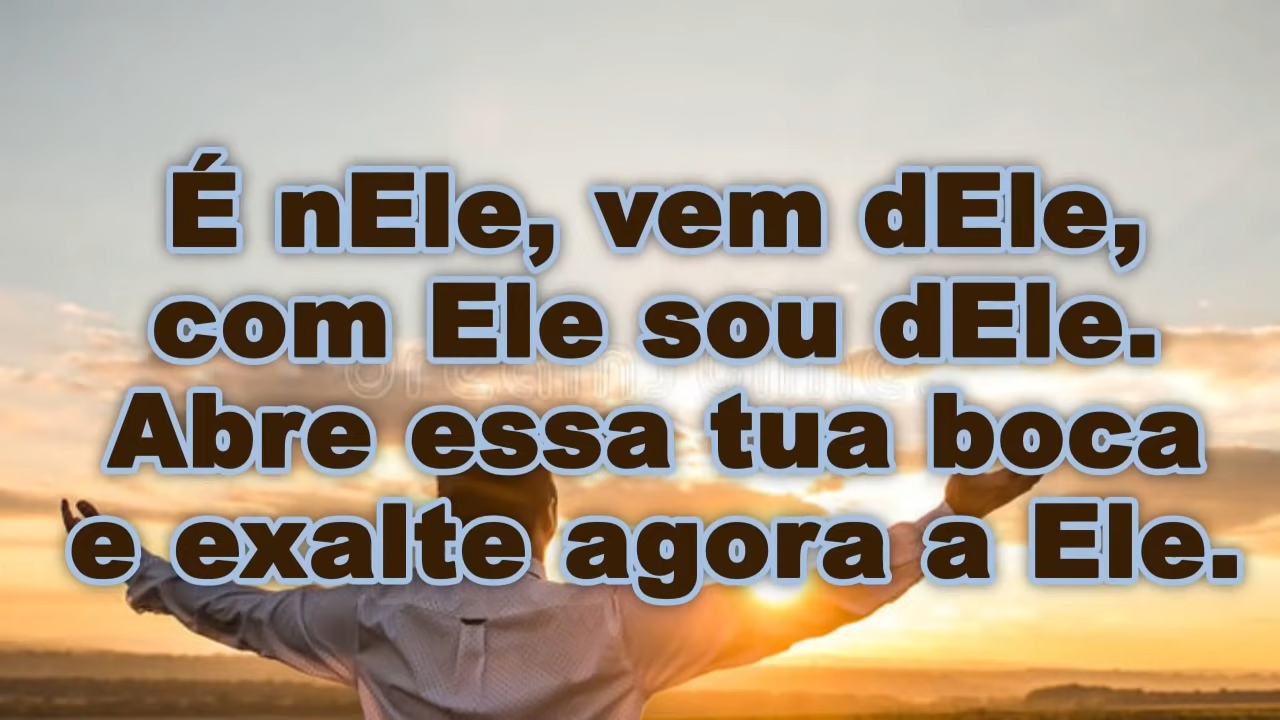 É nEle, vem dEle,
com Ele sou dEle.
Abre essa tua boca
e exalte agora a Ele.